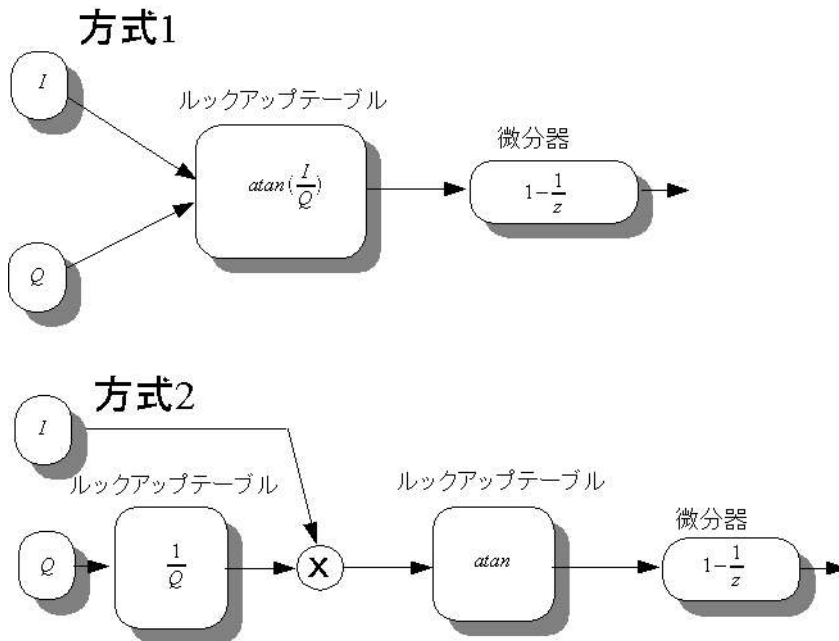 方式1
I
ルックアップテーブル
微分器
atan(I/Q)
1-1/z
Q
方式2
I
ルックアップテーブル
ルックアップテーブル
微分器
Q
1/Q
X
atan
1-1/z